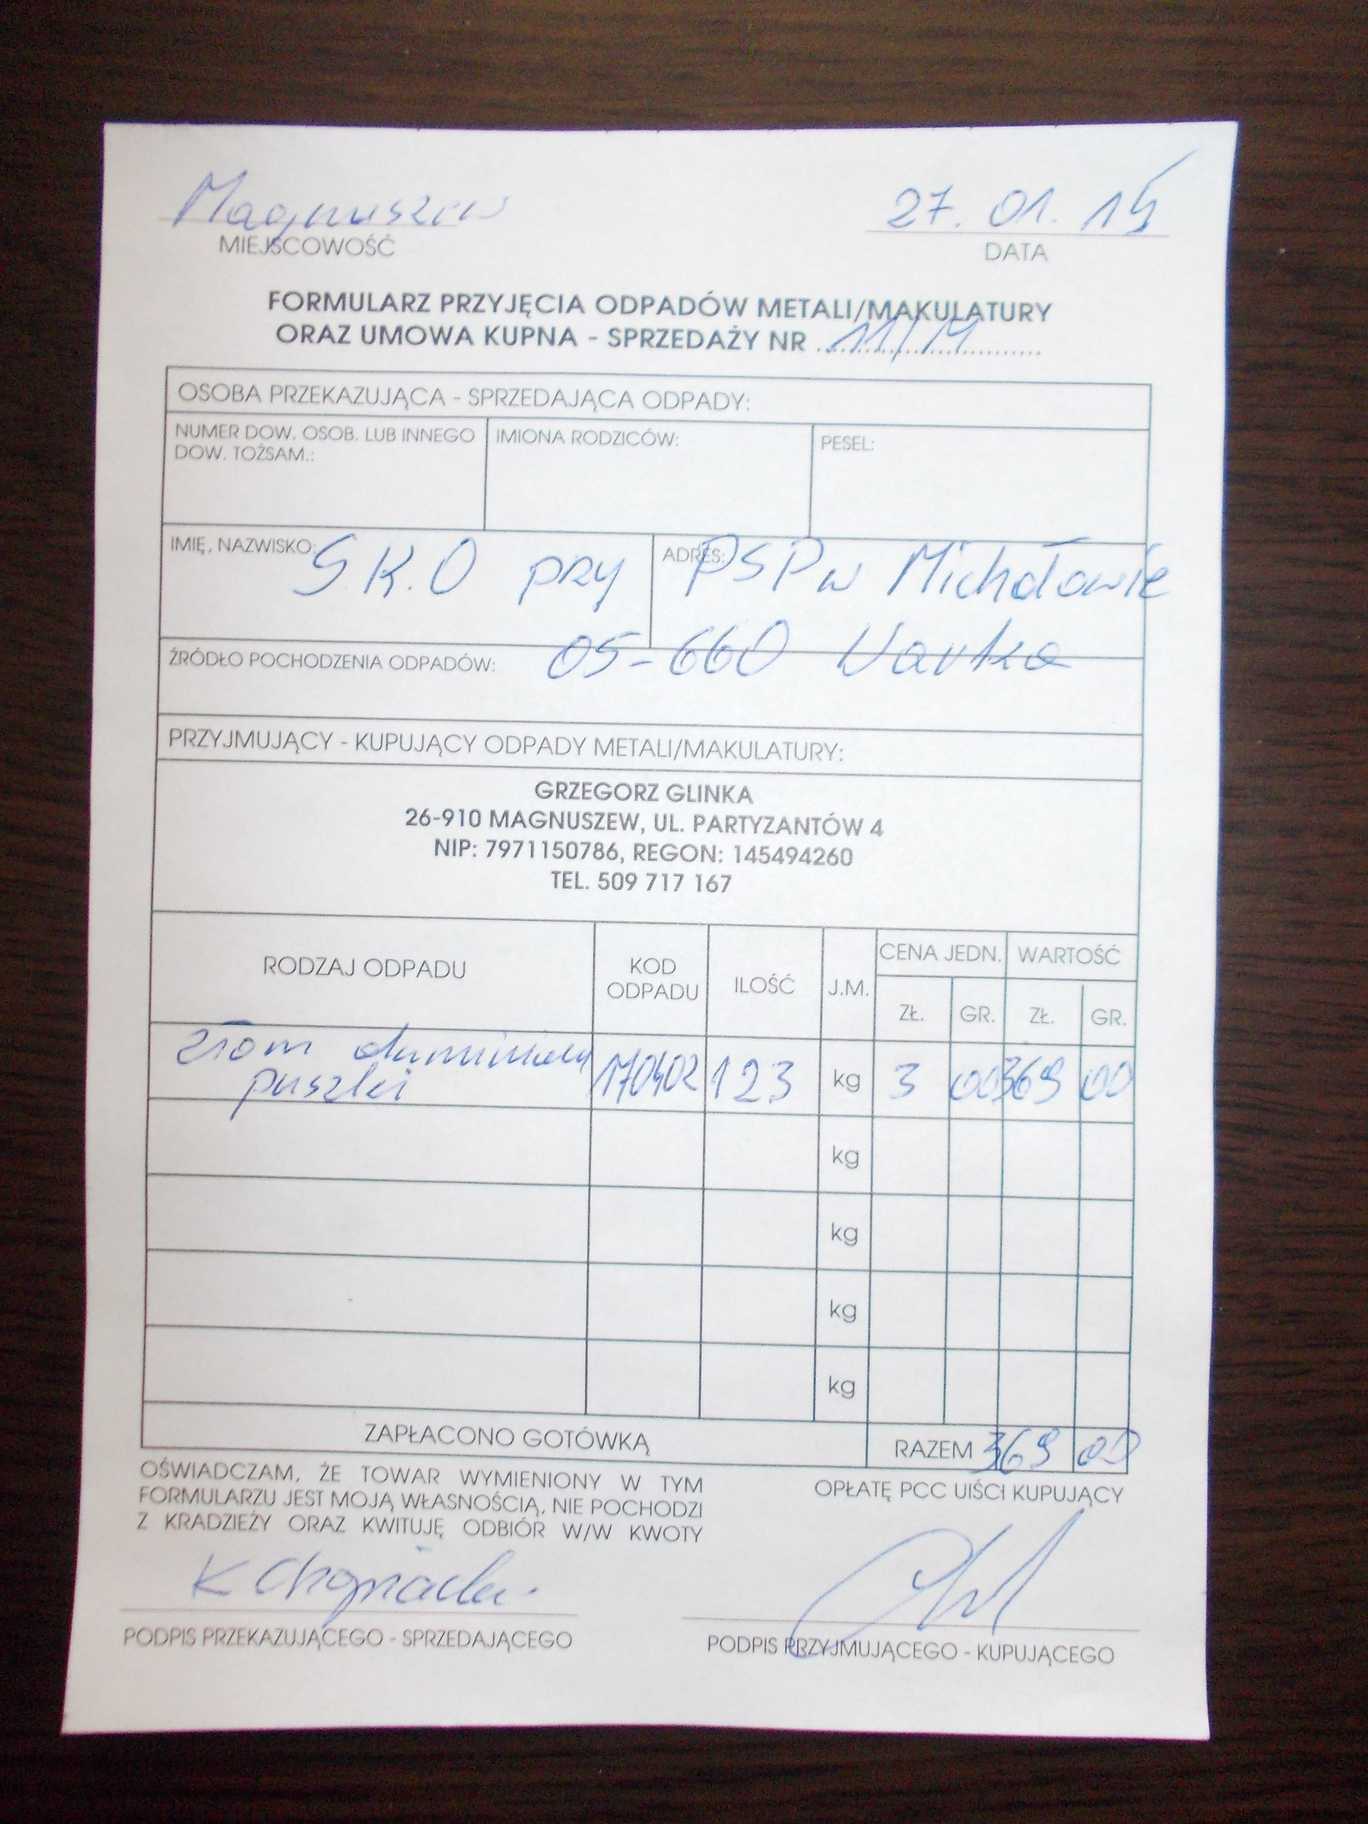 Magnuszew 27.01.15
MIEJSCOWOŚĆ DATA
FORMULARZ PRZYJĘCIA ODPADÓW METALI/MAKULATURY
ORAZ UMOWA KUPNA - SPRZEDAŻY NR 11/M
OSOBA PRZEKAZUJĄCA - SPRZEDAJĄCA ODPADY:
NUMER DOW. OSOB. LUB INNEGO IMIONA RODZICÓW: PESEL:
DOW. TOŻSAM.:
IMIĘ, NAZWISKO: S.K.O przy ADRES: PSP w Michałowie
ŹRÓDŁO POCHODZENIA ODPADÓW: 05-660 Warka
PRZYJMUJĄCY - KUPUJĄCY ODPADY METALI/MAKULATURY:
GRZEGORZ GLINKA
26-910 MAGNUSZEW, UL. PARTYZANTÓW 4
NIP: 7971150786, REGON: 145494260
TEL. 509 717 167
RODZAJ ODPADU KOD ODPADU ILOŚĆ J.M. CENA JEDN. WARTOŚĆ
ZŁ. GR. ZŁ. GR.
złom aluminiowy
puszki 170402 123 kg 3 00 369 00
kg
kg
kg
kg
ZAPŁACONO GOTÓWKĄ RAZEM 369 00
OŚWIADCZAM, ŻE TOWAR WYMIENIONY W TYM
FORMULARZU JEST MOJĄ WŁASNOŚCIĄ, NIE POCHODZI
Z KRADZIEŻY ORAZ KWITUJĘ ODBIÓR W/W KWOTY
OPŁATĘ PCC UIŚCI KUPUJĄCY
PODPIS PRZEKAZUJĄCEGO - SPRZEDAJĄCEGO
PODPIS PRZYJMUJĄCEGO - KUPUJĄCEGO